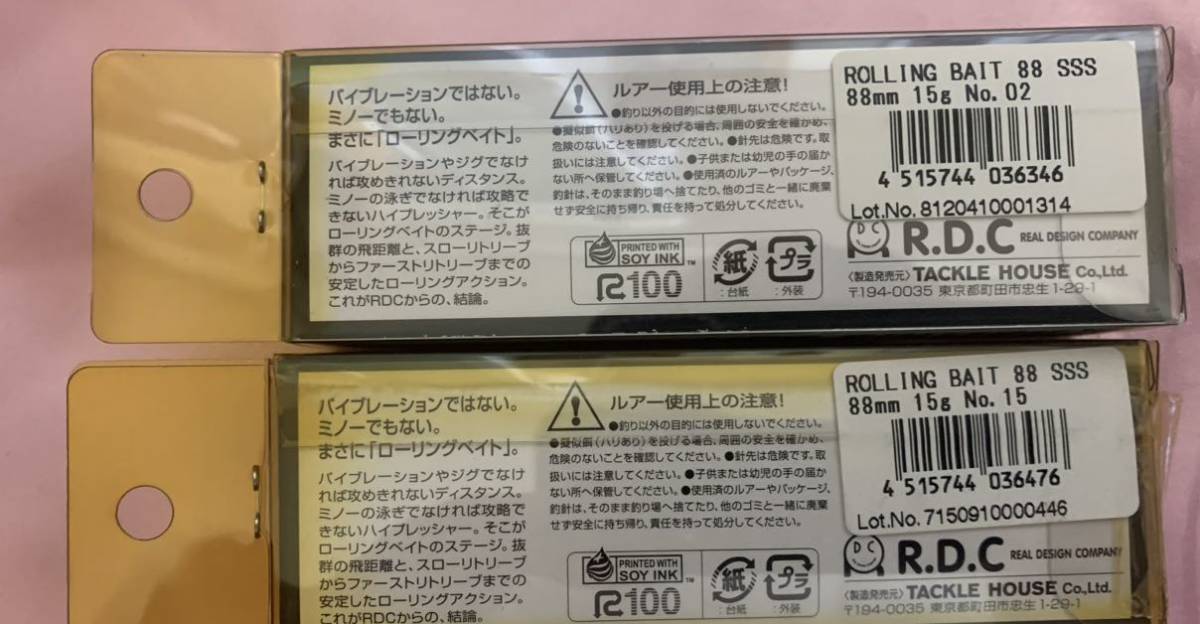 バイブレーションではない。
ミノーでもない。
まさに「ローリングベイト」。
バイブレーションやジグでなけ
れば攻めきれないディスタンス。
ミノーの泳ぎでなければ攻略で
きないハイプレッシャー。そこが
ローリングベイトのステージ。抜
群の飛距離と、スローリトリーブ
からファーストリトリーブまでの
安定したローリングアクション。
これがRDCからの、結論。
ルアー使用上の注意!
●釣り以外の目的には使用しないでください。
●擬似餌(ハリあり)を投げる場合、周囲の安全を確かめ、
危険のないことを確認してください。●針先は危険です。取
扱いには注意してください。●子供または幼児の手の届か
ない所へ保管してください。●使用済のルアーやパッケージ、
釣針は、そのまま釣り場へ捨てたり、他のゴミと一緒に廃棄
せず安全に持ち帰り、責任を持って処分してください。
PRINTED WITH
SOY INK™
R100
紙
:台紙
プラ
:外装
ROLLING BAIT 88 SSS
88mm 15g No.02
4 515744 036346
Lot.No.8120410001314
DC R.D.C REAL DESIGN COMPANY
〈製造発売元〉TACKLE HOUSE Co.,Ltd.
〒194-0035 東京都町田市忠生1-29-1
バイブレーションではない。
ミノーでもない。
まさに「ローリングベイト」。
バイブレーションやジグでなけ
れば攻めきれないディスタンス。
ミノーの泳ぎでなければ攻略で
きないハイプレッシャー。そこが
ローリングベイトのステージ。抜
群の飛距離と、スローリトリーブ
からファーストリトリーブまでの
安定したローリングアクション。
これがRDCからの、結論。
ルアー使用上の注意!
●釣り以外の目的には使用しないでください。
●擬似餌(ハリあり)を投げる場合、周囲の安全を確かめ、
危険のないことを確認してください。●針先は危険です。取
扱いには注意してください。●子供または幼児の手の届か
ない所へ保管してください。●使用済のルアーやパッケージ、
釣針は、そのまま釣り場へ捨てたり、他のゴミと一緒に廃棄
せず安全に持ち帰り、責任を持って処分してください。
PRINTED WITH
SOY INK™
R100
紙
:台紙
プラ
:外装
ROLLING BAIT 88 SSS
88mm 15g No.15
4 515744 036476
Lot.No.7150910000446
DC R.D.C REAL DESIGN COMPANY
〈製造発売元〉TACKLE HOUSE Co.,Ltd.
〒194-0035 東京都町田市忠生1-29-1